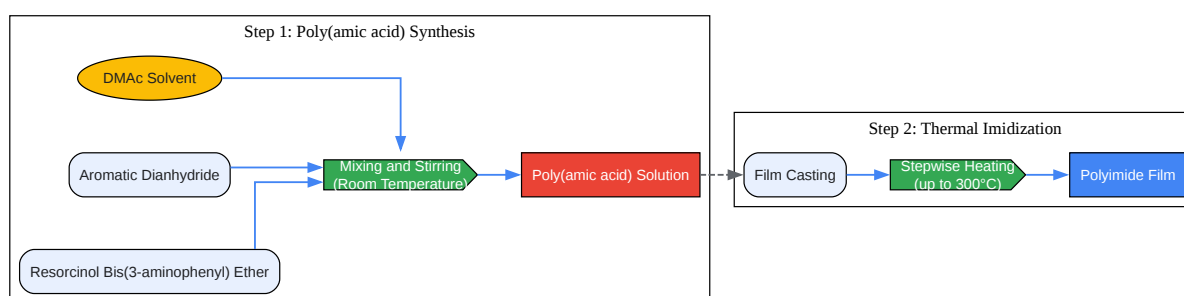 Step 1: Poly(amic acid) Synthesis
DMAc Solvent
Aromatic Dianhydride
Mixing and Stirring
(Room Temperature)
Poly(amic acid) Solution
Resorcinol Bis(3-aminophenyl) Ether
Step 2: Thermal Imidization
Film Casting
Stepwise Heating
(up to 300°C)
Polyimide Film